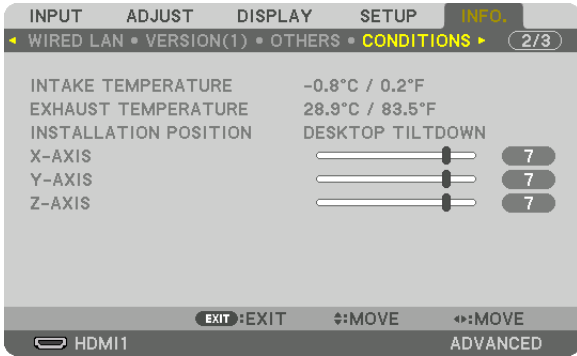 INPUT ADJUST DISPLAY SETUP INFO.
WIRED LAN • VERSION(1) • OTHERS • CONDITIONS 2/3
INTAKE TEMPERATURE -0.8°C / 0.2°F
EXHAUST TEMPERATURE 28.9°C / 83.5°F
INSTALLATION POSITION DESKTOP TILTDOWN
X-AXIS 7
Y-AXIS 7
Z-AXIS 7
EXIT :EXIT :MOVE :MOVE
HDMI1 ADVANCED